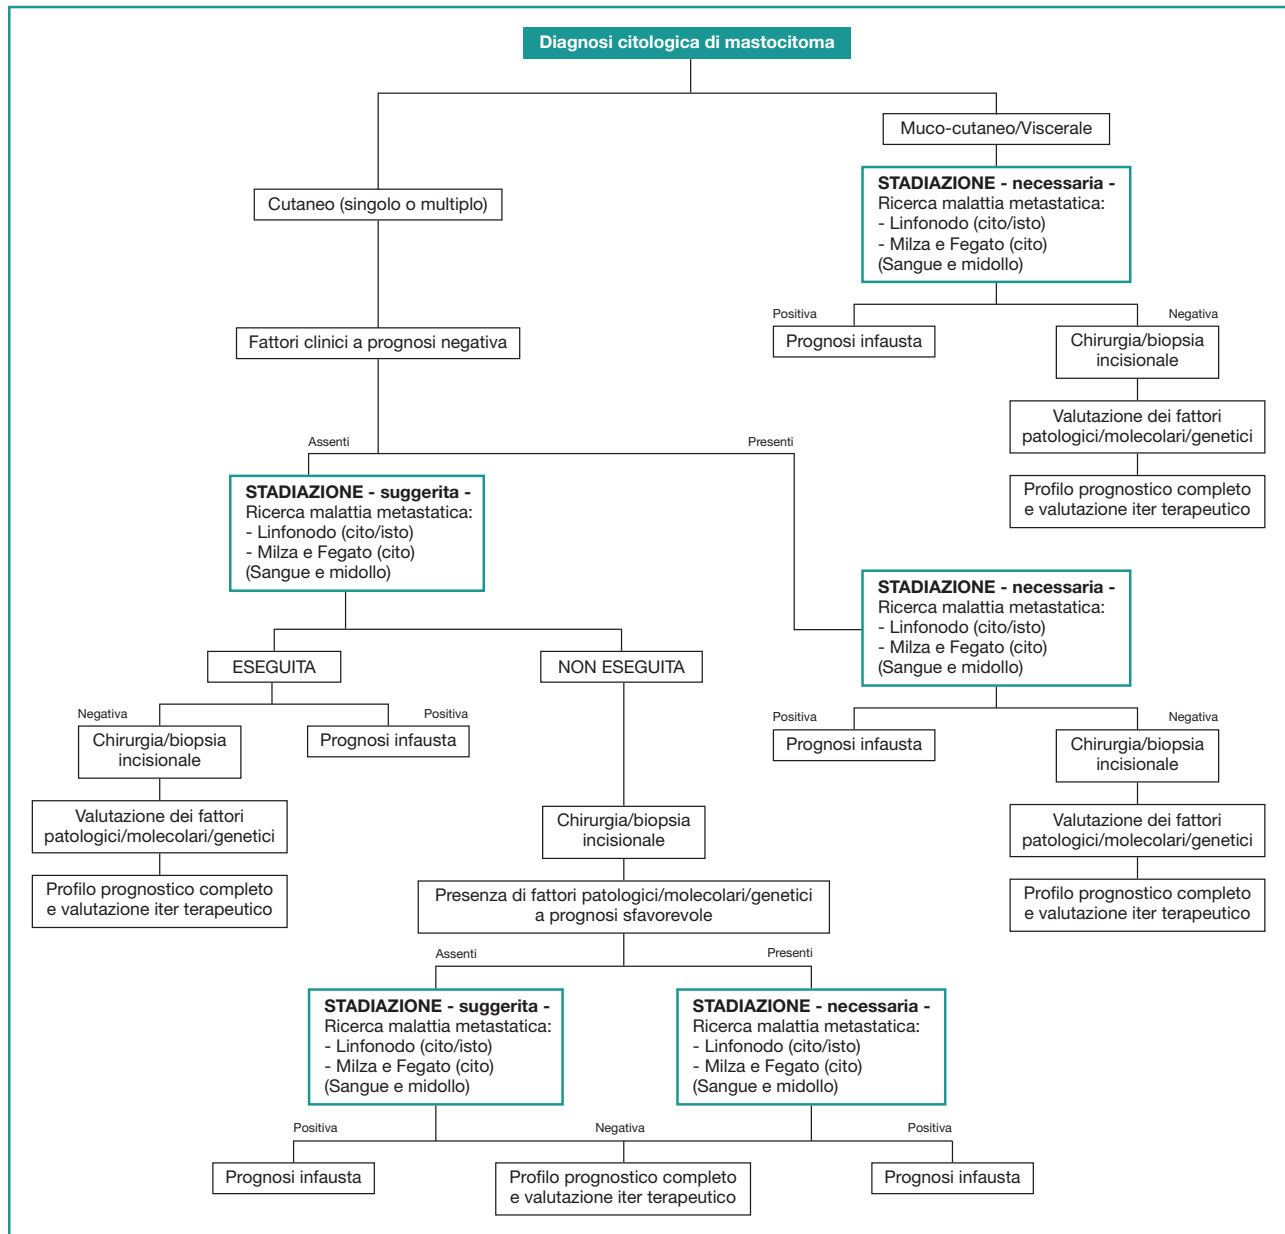 Diagnosi citologica di mastocitoma
Muco-cutaneo/Viscerale
STADIAZIONE - necessaria -
Ricerca malattia metastatica:
- Linfonodo (cito/isto)
- Milza e Fegato (cito)
(Sangue e midollo)
Cutaneo (singolo o multiplo)
Positiva
Negativa
Prognosi infausta
Chirurgia/biopsia
incisionale
Fattori clinici a prognosi negativa
Valutazione dei fattori
patologici/molecolari/genetici
Profilo prognostico completo
e valutazione iter terapeutico
Assenti
Presenti
STADIAZIONE - suggerita -
Ricerca malattia metastatica:
- Linfonodo (cito/isto)
- Milza e Fegato (cito)
(Sangue e midollo)
STADIAZIONE - necessaria -
Ricerca malattia metastatica:
- Linfonodo (cito/isto)
- Milza e Fegato (cito)
(Sangue e midollo)
ESEGUITA
NON ESEGUITA
Negativa
Positiva
Chirurgia/biopsia
incisionale
Prognosi infausta
Valutazione dei fattori
patologici/molecolari/genetici
Profilo prognostico completo
e valutazione iter terapeutico
Positiva
Negativa
Prognosi infausta
Chirurgia/biopsia
incisionale
Valutazione dei fattori
patologici/molecolari/genetici
Profilo prognostico completo
e valutazione iter terapeutico
Chirurgia/biopsia
incisionale
Presenza di fattori patologici/molecolari/genetici
a prognosi sfavorevole
Assenti
Presenti
STADIAZIONE - suggerita -
Ricerca malattia metastatica:
- Linfonodo (cito/isto)
- Milza e Fegato (cito)
(Sangue e midollo)
STADIAZIONE - necessaria -
Ricerca malattia metastatica:
- Linfonodo (cito/isto)
- Milza e Fegato (cito)
(Sangue e midollo)
Positiva
Negativa
Positiva
Prognosi infausta
Profilo prognostico completo
e valutazione iter terapeutico
Prognosi infausta